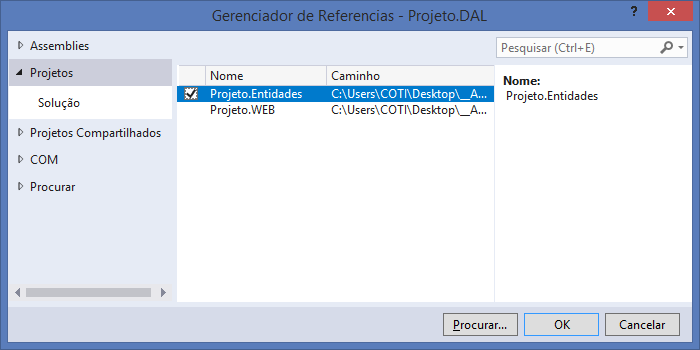 Gerenciador de Referencias - Projeto.DAL
?
Assemblies
Projetos
Solução
Projetos Compartilhados
COM
Procurar
Nome Caminho
Projeto.Entidades C:\Users\COTI\Desktop\__A...
Projeto.WEB C:\Users\COTI\Desktop\__A...
Pesquisar (Ctrl+E)
Nome:
Projeto.Entidades
Procurar... OK Cancelar